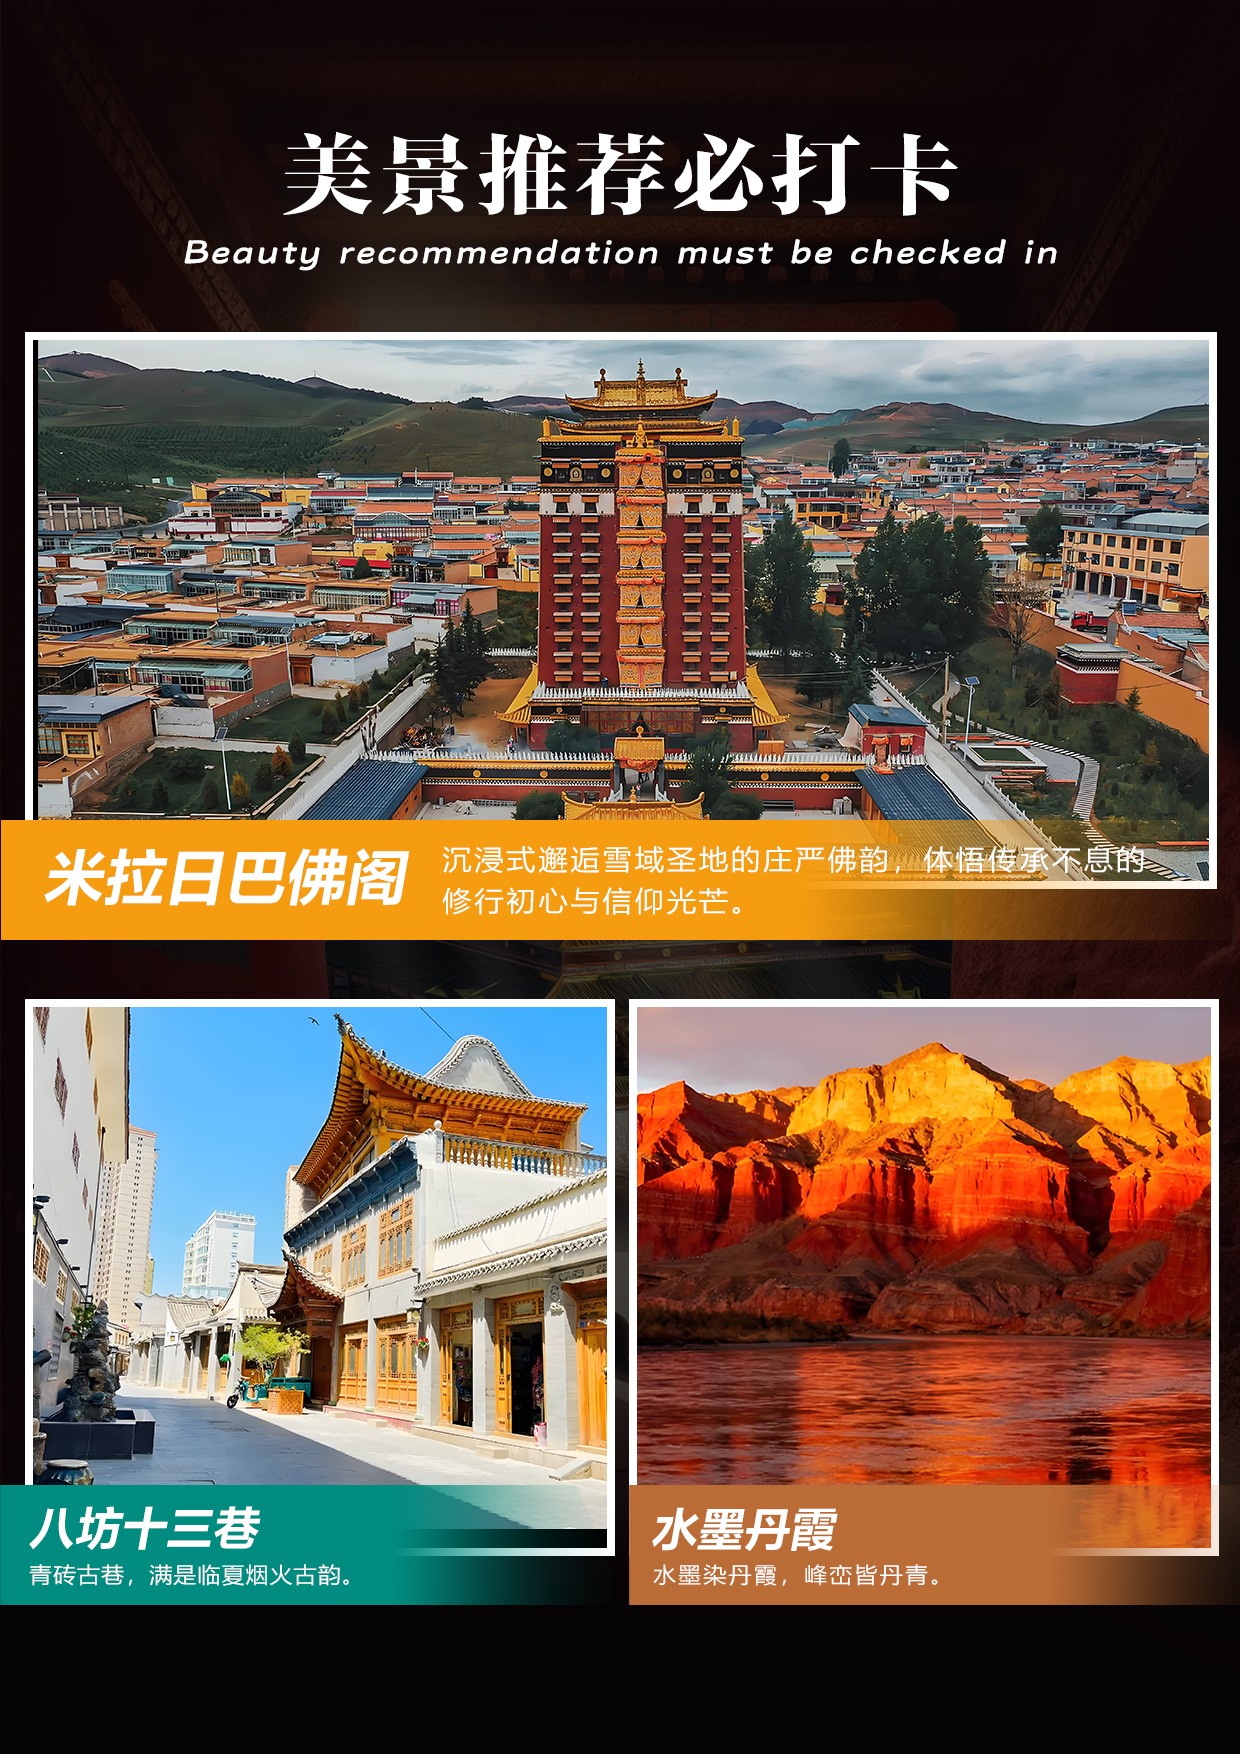 美景推荐必打卡
Beauty recommendation must be checked in
米拉日巴佛阁
沉浸式邂逅雪域圣地的庄严佛韵，体悟传承不息的
修行初心与信仰光芒。
八坊十三巷
青砖古巷，满是临夏烟火古韵。
水墨丹霞
水墨染丹霞，峰峦皆丹青。